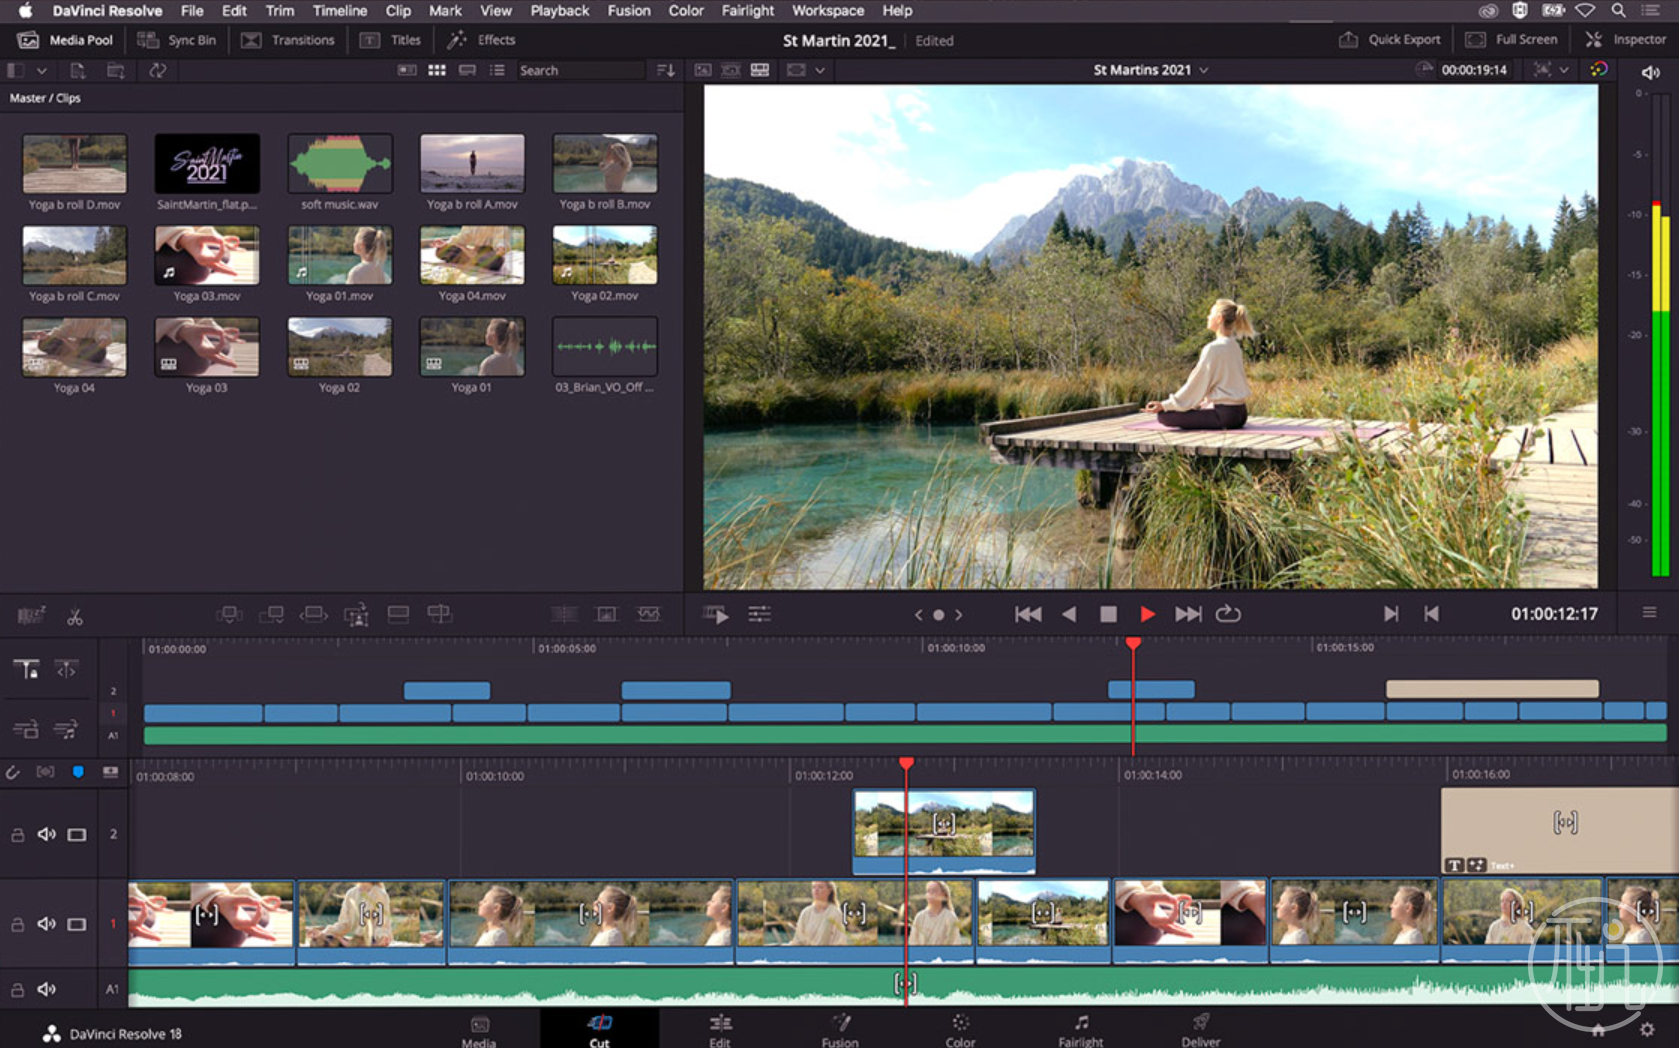 DaVinci Resolve File Edit Trim Timeline Clip Mark View Playback Fusion Color Fairlight Workspace Help
Media Pool Sync Bin Transitions Titles Effects St Martin 2021_ Edited Quick Export Full Screen Inspector
Search St Martins 2021 00:00:19:14
Master / Clips
0
-5
-10
-15
-20
-30
-40
-50
SaintMartin
2021
Yoga b roll D.mov SaintMartin_flat.p... soft music.wav Yoga b roll A.mov Yoga b roll B.mov
Yoga b roll C.mov Yoga 03.mov Yoga 01.mov Yoga 04.mov Yoga 02.mov
Yoga 04 Yoga 03 Yoga 02 Yoga 01 03_Brian_VO_Off ...
01:00:12:17
01:00:00:00 01:00:05:00 01:00:10:00 01:00:15:00
2
1
A1
01:00:08:00 01:00:10:00 01:00:12:00 01:00:14:00 01:00:16:00
2
T Text+
1
A1
DaVinci Resolve 18 Media Cut Edit Fusion Color Fairlight Deliver